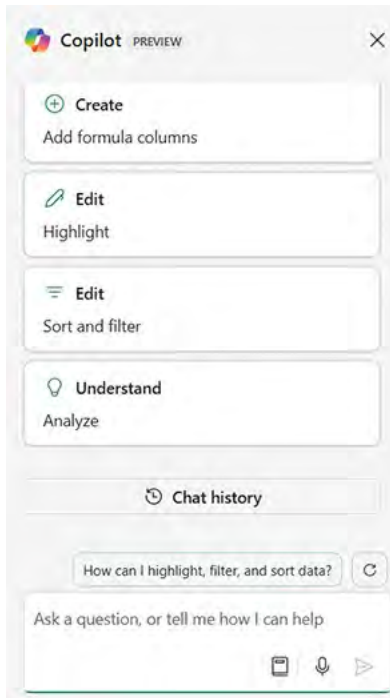 Copilot PREVIEW
Create
Add formula columns
Edit
Highlight
Edit
Sort and filter
Understand
Analyze
Chat history
How can I highlight, filter, and sort data?
Ask a question, or tell me how I can help